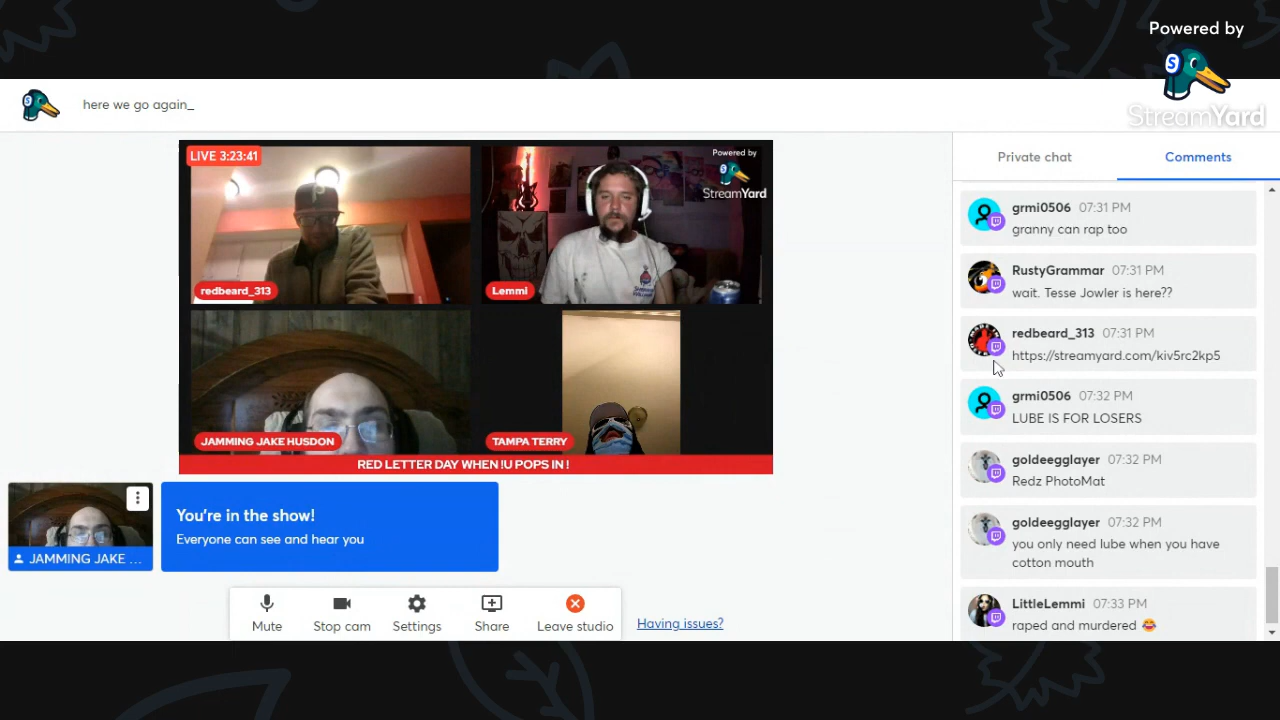 Powered by
StreamYard
here we go again_
LIVE 3:23:41
Powered by
StreamYard
redbeard_313
Lemmi
JAMMING JAKE HUSDON
TAMPA TERRY
RED LETTER DAY WHEN !U POPS IN !
JAMMING JAKE ...
You're in the show!
Everyone can see and hear you
Mute
Stop cam
Settings
Share
Leave studio
Having issues?
Private chat
Comments
grmi0506 07:31 PM
granny can rap too
RustyGrammar 07:31 PM
wait. Tesse Jowler is here??
redbeard_313 07:31 PM
https://streamyard.com/kiv5rc2kp5
grmi0506 07:32 PM
LUBE IS FOR LOSERS
goldeegglayer 07:32 PM
Redz PhotoMat
goldeegglayer 07:32 PM
you only need lube when you have
cotton mouth
LittleLemmi 07:33 PM
raped and murdered 😂